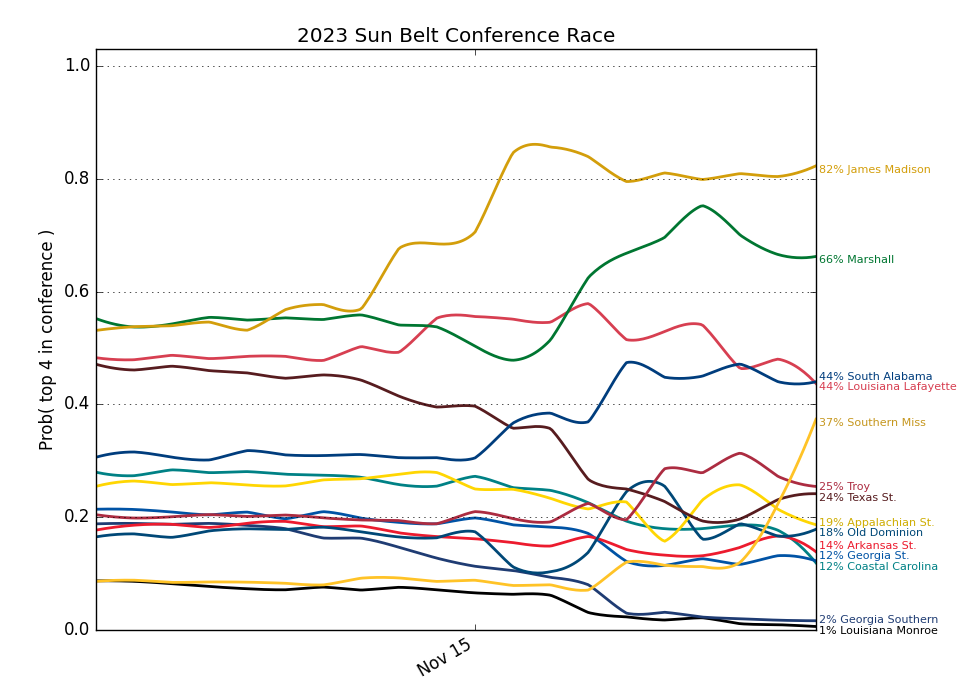 2023 Sun Belt Conference Race
Prob( top 4 in conference )
1.0
0.8
0.6
0.4
0.2
0.0
Nov 15
82% James Madison
66% Marshall
44% South Alabama
44% Louisiana Lafayette
37% Southern Miss
25% Troy
24% Texas St.
19% Appalachian St.
18% Old Dominion
14% Arkansas St.
12% Georgia St.
12% Coastal Carolina
2% Georgia Southern
1% Louisiana Monroe